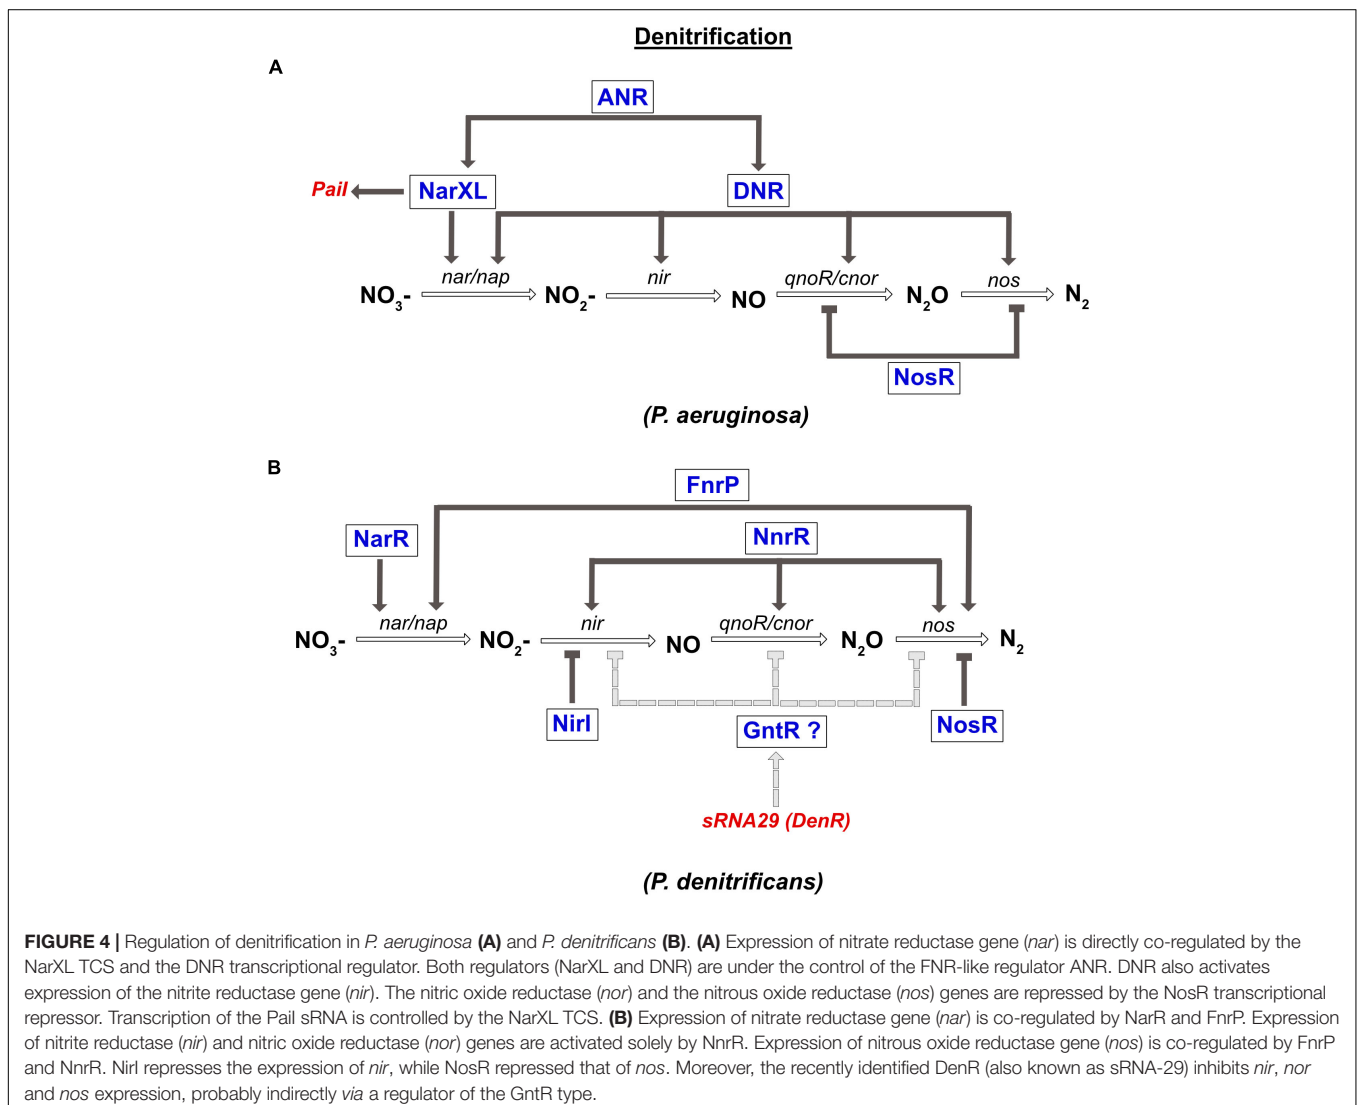 Denitrification
A
ANR
PaiI
NarXL
DNR
nar/nap
nir
qnoR/cnor
nos
NO3-
NO2-
NO
N2O
N2
NosR
(P. aeruginosa)
B
FnrP
NarR
NnrR
nar/nap
nir
qnoR/cnor
nos
NO3-
NO2-
NO
N2O
N2
NirI
GntR ?
NosR
sRNA29 (DenR)
(P. denitrificans)
FIGURE 4 | Regulation of denitrification in P. aeruginosa (A) and P. denitrificans (B). (A) Expression of nitrate reductase gene (nar) is directly co-regulated by the
NarXL TCS and the DNR transcriptional regulator. Both regulators (NarXL and DNR) are under the control of the FNR-like regulator ANR. DNR also activates
expression of the nitrite reductase gene (nir). The nitric oxide reductase (nor) and the nitrous oxide reductase (nos) genes are repressed by the NosR transcriptional
repressor. Transcription of the PaiI sRNA is controlled by the NarXL TCS. (B) Expression of nitrate reductase gene (nar) is co-regulated by NarR and FnrP. Expression
of nitrite reductase (nir) and nitric oxide reductase (nor) genes are activated solely by NnrR. Expression of nitrous oxide reductase gene (nos) is co-regulated by FnrP
and NnrR. NirI represses the expression of nir, while NosR repressed that of nos. Moreover, the recently identified DenR (also known as sRNA-29) inhibits nir, nor
and nos expression, probably indirectly via a regulator of the GntR type.